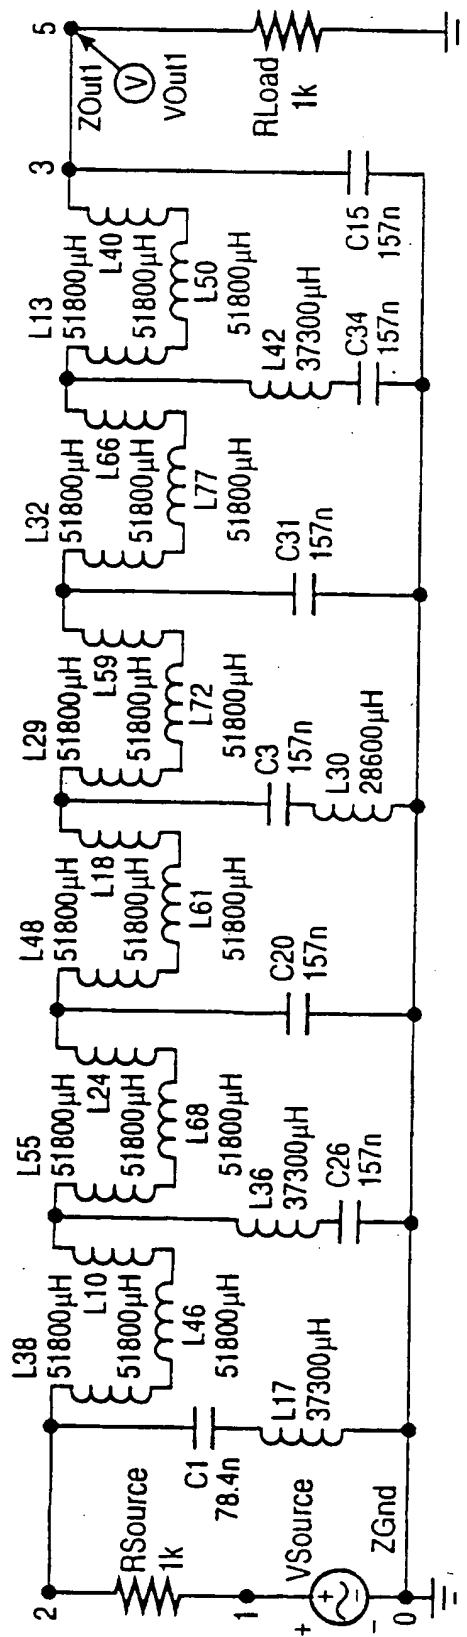 2
RSource
1k
1
+
VSource
−
0
ZGnd
C1
78.4n
L17
37300µH
L38
51800µH
L10
51800µH
L46
51800µH
L36
37300µH
C26
157n
L55
51800µH
L24
51800µH
L68
51800µH
C20
157n
L48
51800µH
L18
51800µH
L61
51800µH
C3
157n
L30
28600µH
L29
51800µH
L59
51800µH
L72
51800µH
C31
157n
L32
51800µH
L66
51800µH
L77
51800µH
L42
37300µH
C34
157n
L13
51800µH
L40
51800µH
L50
51800µH
C15
157n
3
5
ZOut1
V
VOut1
RLoad
1k